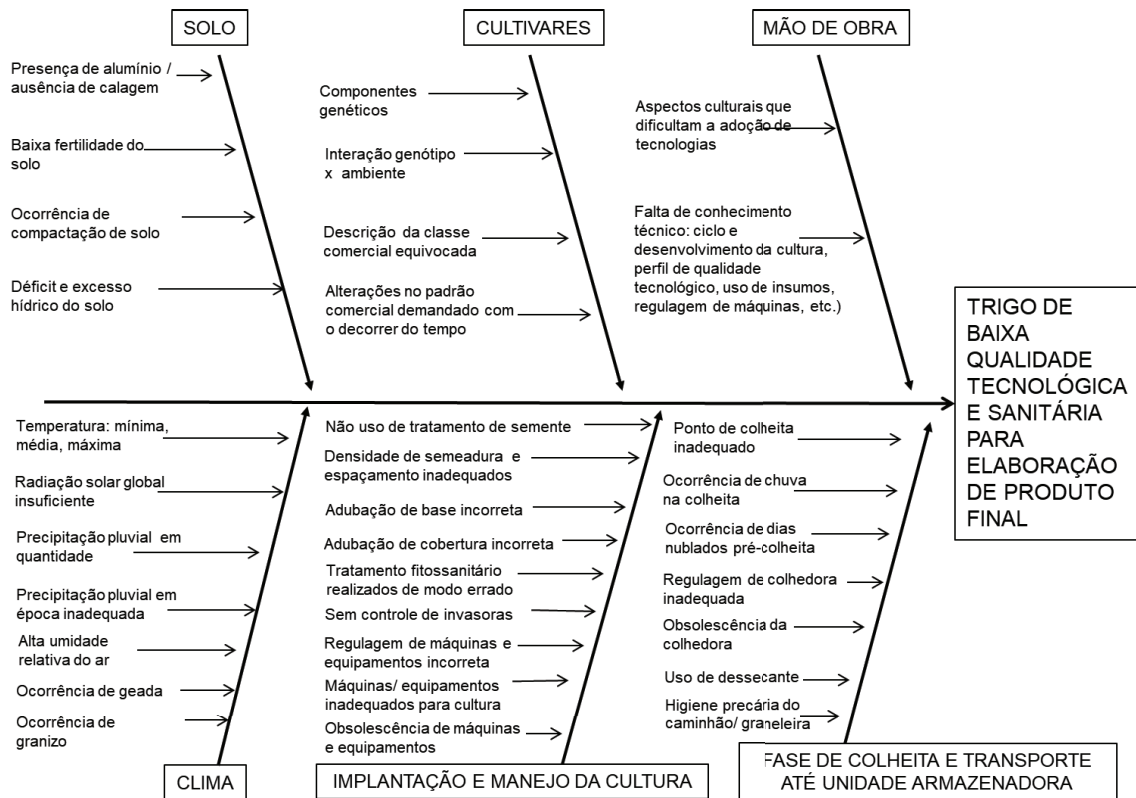 SOLO
CULTIVARES
MÃO DE OBRA
Presença de alumínio /
ausência de calagem
Baixa fertilidade do
solo
Ocorrência de
compactação de solo
Déficit e excesso
hídrico do solo
Componentes
genéticos
Interação genótipo
x ambiente
Descrição da classe
comercial equivocada
Alterações no padrão
comercial demandado com
o decorrer do tempo
Aspectos culturais que
dificultam a adoção de
tecnologias
Falta de conhecimento
técnico: ciclo e
desenvolvimento da cultura,
perfil de qualidade
tecnológico, uso de insumos,
regulagem de máquinas, etc.)
TRIGO DE
BAIXA
QUALIDADE
TECNOLÓGICA
E SANITÁRIA
PARA
ELABORAÇÃO
DE PRODUTO
FINAL
Temperatura: mínima,
média, máxima
Radiação solar global
insuficiente
Precipitação pluvial em
quantidade
Precipitação pluvial em
época inadequada
Alta umidade
relativa do ar
Ocorrência de geada
Ocorrência de
granizo
Não uso de tratamento de semente
Densidade de semeadura e
espaçamento inadequados
Adubação de base incorreta
Adubação de cobertura incorreta
Tratamento fitossanitário
realizados de modo errado
Sem controle de invasoras
Regulagem de máquinas e
equipamentos incorreta
Máquinas/ equipamentos
inadequados para cultura
Obsolescência de máquinas
e equipamentos
Ponto de colheita
inadequado
Ocorrência de chuva
na colheita
Ocorrência de dias
nublados pré-colheita
Regulagem de colhedora
inadequada
Obsolescência da
colhedora
Uso de dessecante
Higiene precária do
caminhão/ graneleira
CLIMA
IMPLANTAÇÃO E MANEJO DA CULTURA
FASE DE COLHEITA E TRANSPORTE
ATÉ UNIDADE ARMAZENADORA